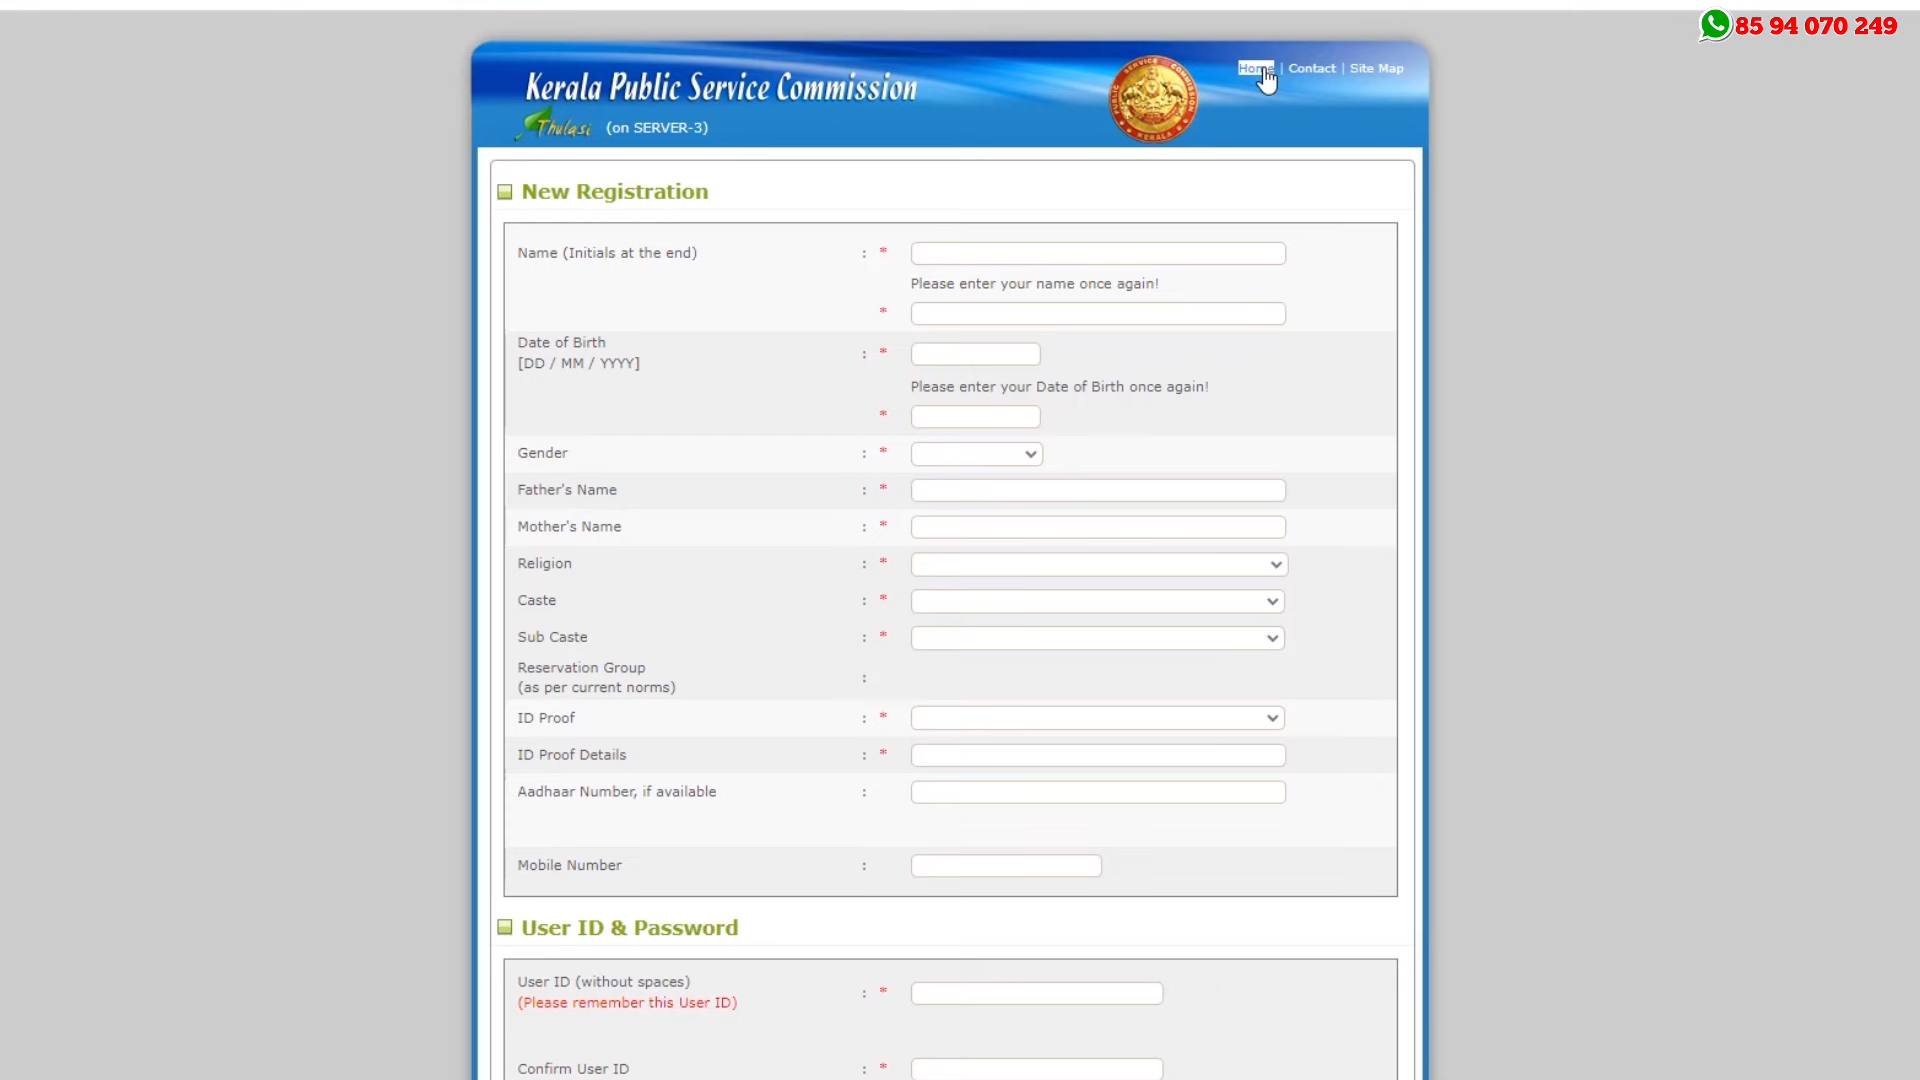 85 94 070 249
Kerala Public Service Commission
Home | Contact | Site Map
Thulasi (on SERVER-3)
PUBLIC SERVICE COMMISSION KERALA
New Registration
Name (Initials at the end) : *
Please enter your name once again!
*
Date of Birth
[DD / MM / YYYY] : *
Please enter your Date of Birth once again!
*
Gender : *
Father's Name : *
Mother's Name : *
Religion : *
Caste : *
Sub Caste : *
Reservation Group
(as per current norms) :
ID Proof : *
ID Proof Details : *
Aadhaar Number, if available :
Mobile Number :
User ID & Password
User ID (without spaces)
(Please remember this User ID) : *
Confirm User ID : *